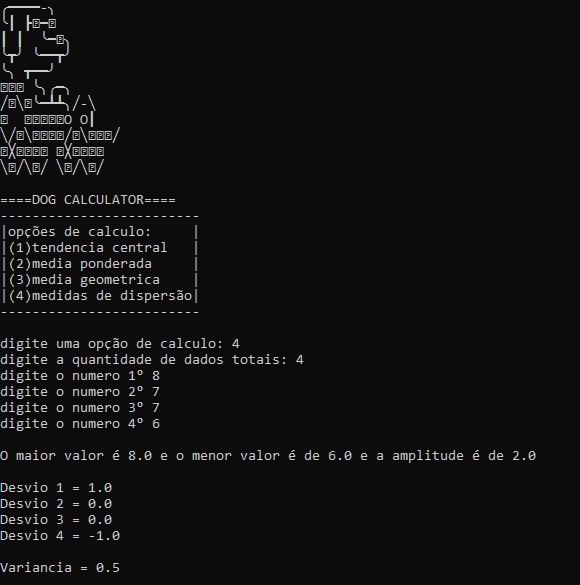 ====DOG CALCULATOR====
-------------------------
|opções de calculo:     |
|(1)tendencia central   |
|(2)media ponderada     |
|(3)media geometrica    |
|(4)medidas de dispersão|
-------------------------
digite uma opção de calculo: 4
digite a quantidade de dados totais: 4
digite o numero 1º 8
digite o numero 2º 7
digite o numero 3º 7
digite o numero 4º 6
O maior valor é 8.0 e o menor valor é de 6.0 e a amplitude é de 2.0
Desvio 1 = 1.0
Desvio 2 = 0.0
Desvio 3 = 0.0
Desvio 4 = -1.0
Variancia = 0.5